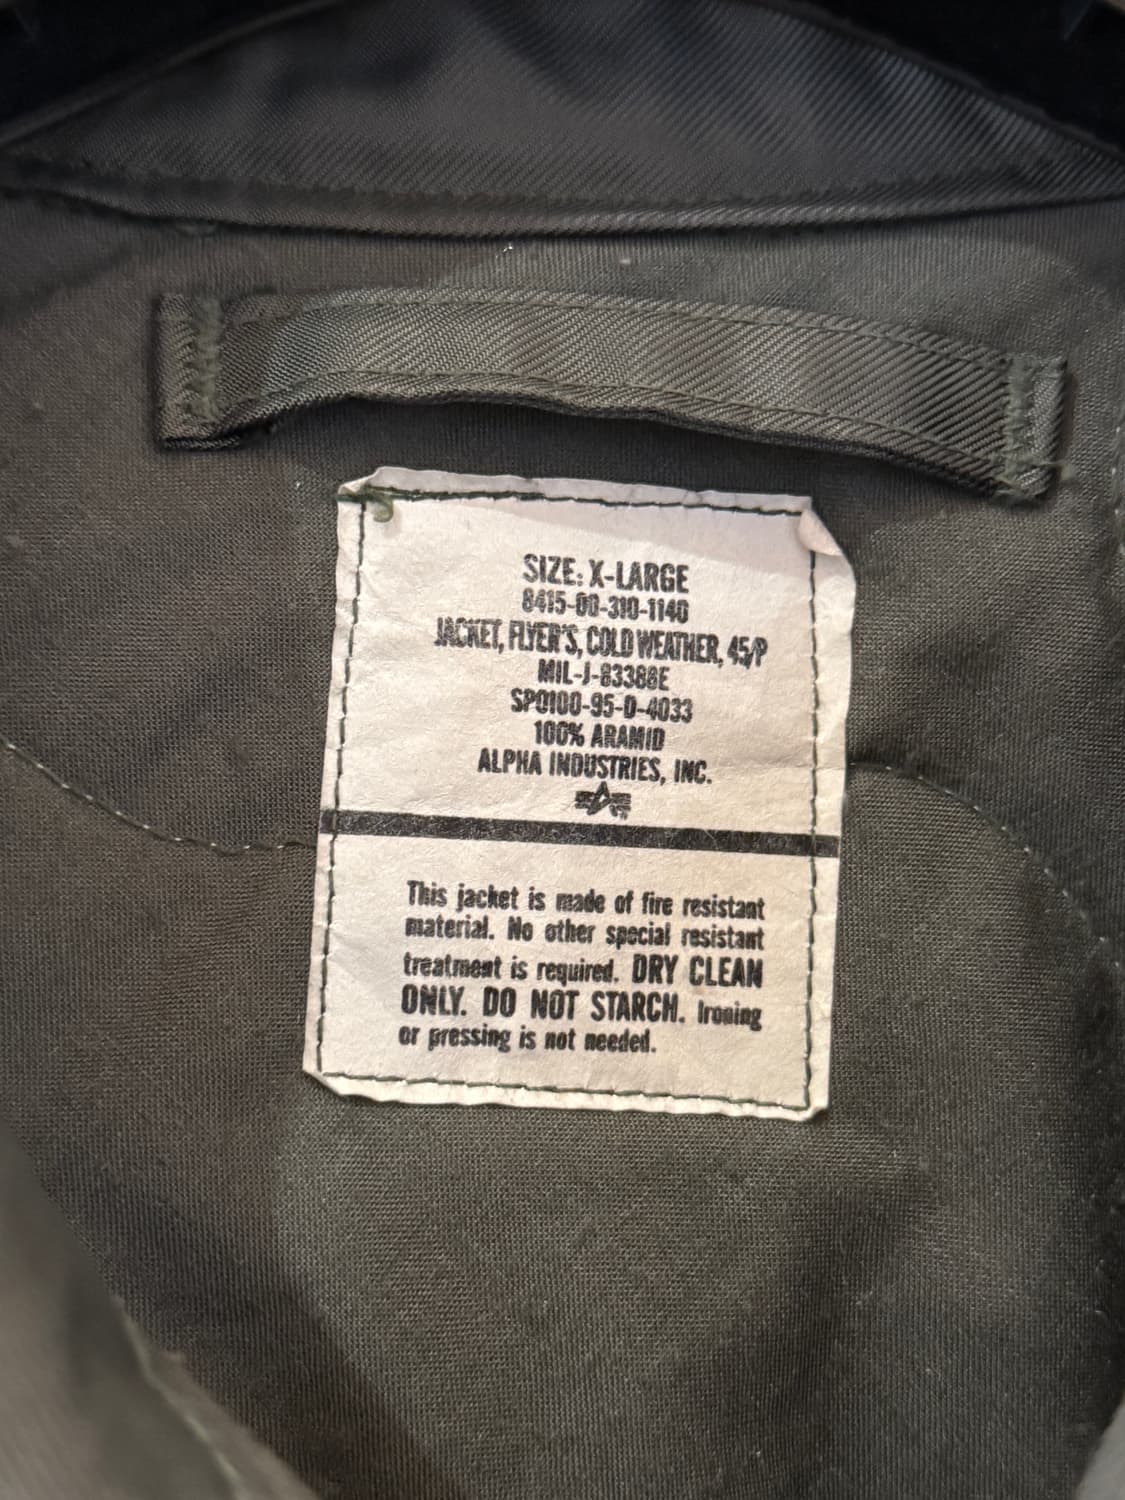 SIZE: X-LARGE
8415-00-310-1140
JACKET, FLYER'S, COLD WEATHER, 45/P
MIL-J-83388E
SPO100-95-D-4033
100% ARAMID
ALPHA INDUSTRIES, INC.
This jacket is made of fire resistant
material. No other special resistant
treatment is required. DRY CLEAN
ONLY. DO NOT STARCH. Ironing
or pressing is not needed.